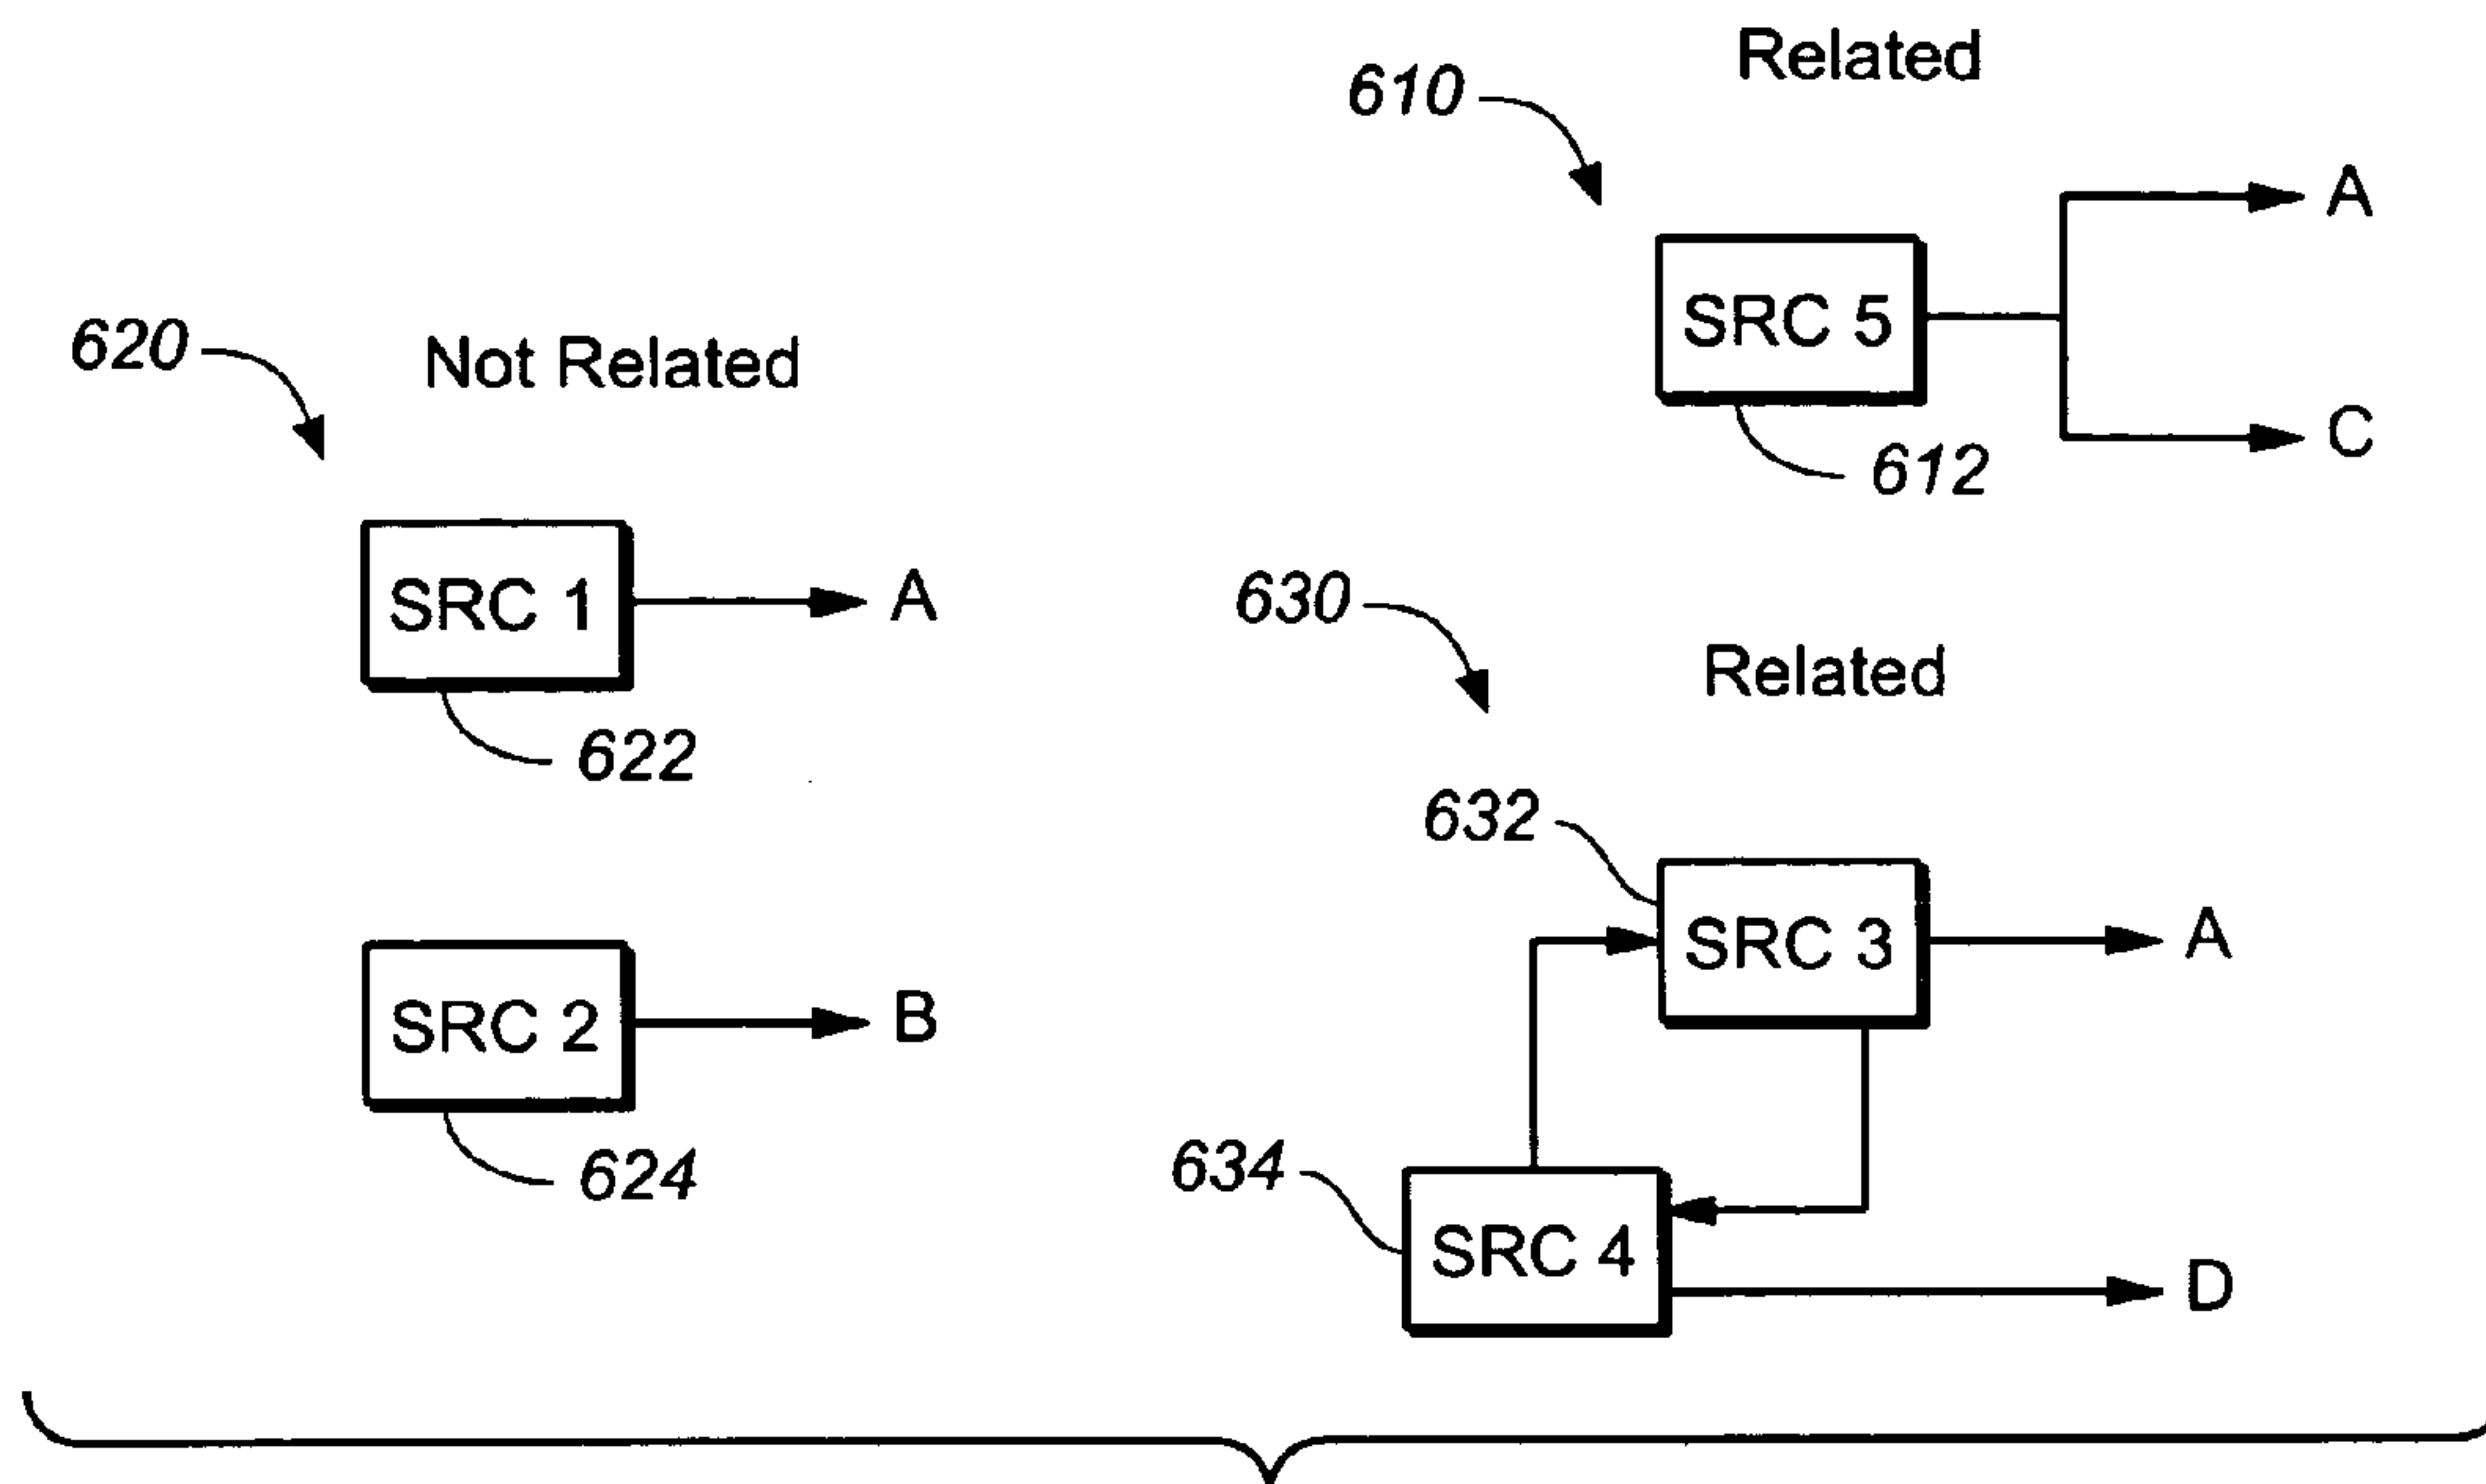 620
Not Related
SRC 1
A
622
SRC 2
B
624
610
Related
SRC 5
A
C
612
630
Related
632
SRC 3
A
634
SRC 4
D